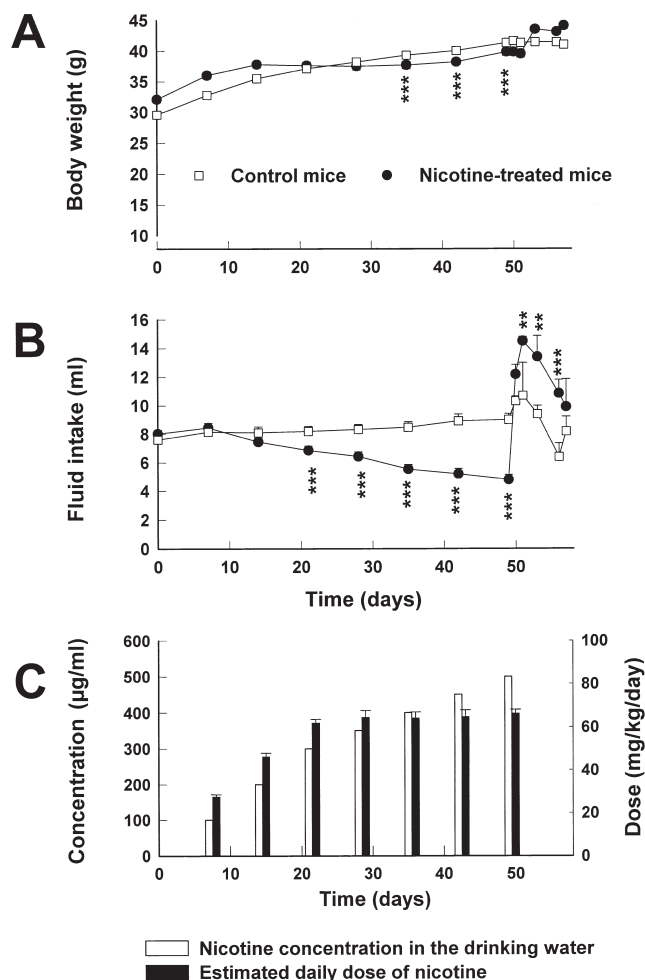 A
Body weight (g)
45
40
35
30
25
20
15
10
*** *** ***
Control mice Nicotine-treated mice
0 10 20 30 40 50
B
Fluid intake (ml)
16
14
12
10
8
6
4
2
0
** ** ***
*** *** *** *** ***
0 10 20 30 40 50
Time (days)
C
Concentration (µg/ml)
600
500
400
300
200
100
0
100
80
60
40
20
0
Dose (mg/kg/day)
0 10 20 30 40 50
Time (days)
Nicotine concentration in the drinking water
Estimated daily dose of nicotine